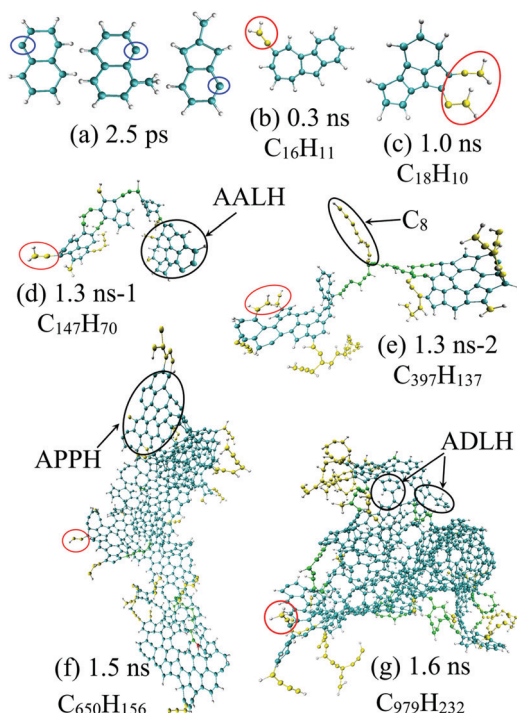 (a) 2.5 ps
(b) 0.3 ns
C₁₆H₁₁
(c) 1.0 ns
C₁₈H₁₀
AALH
(d) 1.3 ns-1
C₁₄₇H₇₀
C₈
(e) 1.3 ns-2
C₃₉₇H₁₃₇
APPH
(f) 1.5 ns
C₆₅₀H₁₅₆
ADLH
(g) 1.6 ns
C₉₇₉H₂₃₂